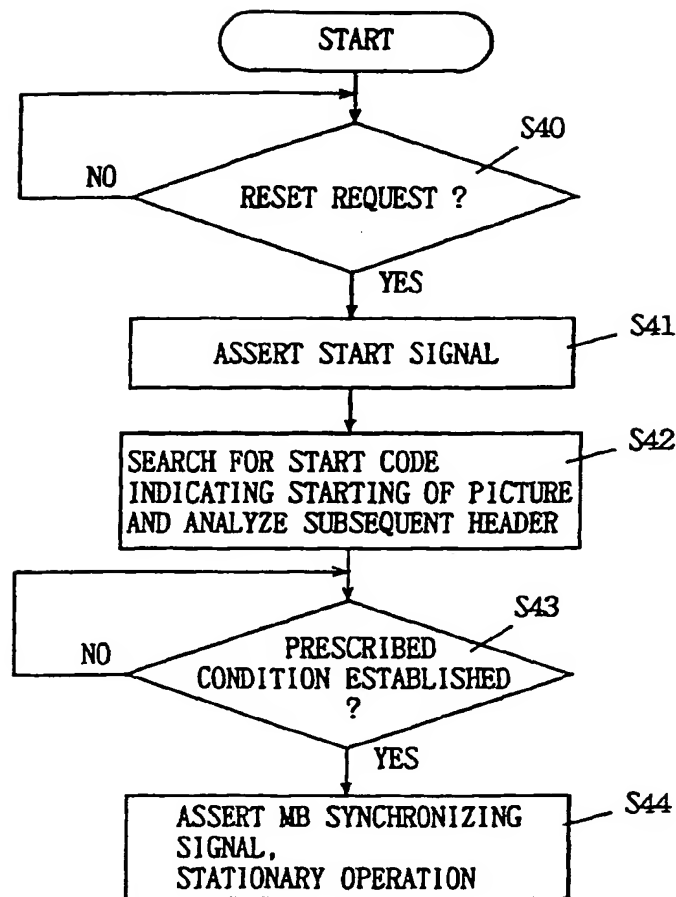 START
S40
NO
RESET REQUEST ?
YES
S41
ASSERT START SIGNAL
S42
SEARCH FOR START CODE
INDICATING STARTING OF PICTURE
AND ANALYZE SUBSEQUENT HEADER
S43
NO
PRESCRIBED
CONDITION ESTABLISHED
?
YES
S44
ASSERT MB SYNCHRONIZING
SIGNAL,
STATIONARY OPERATION